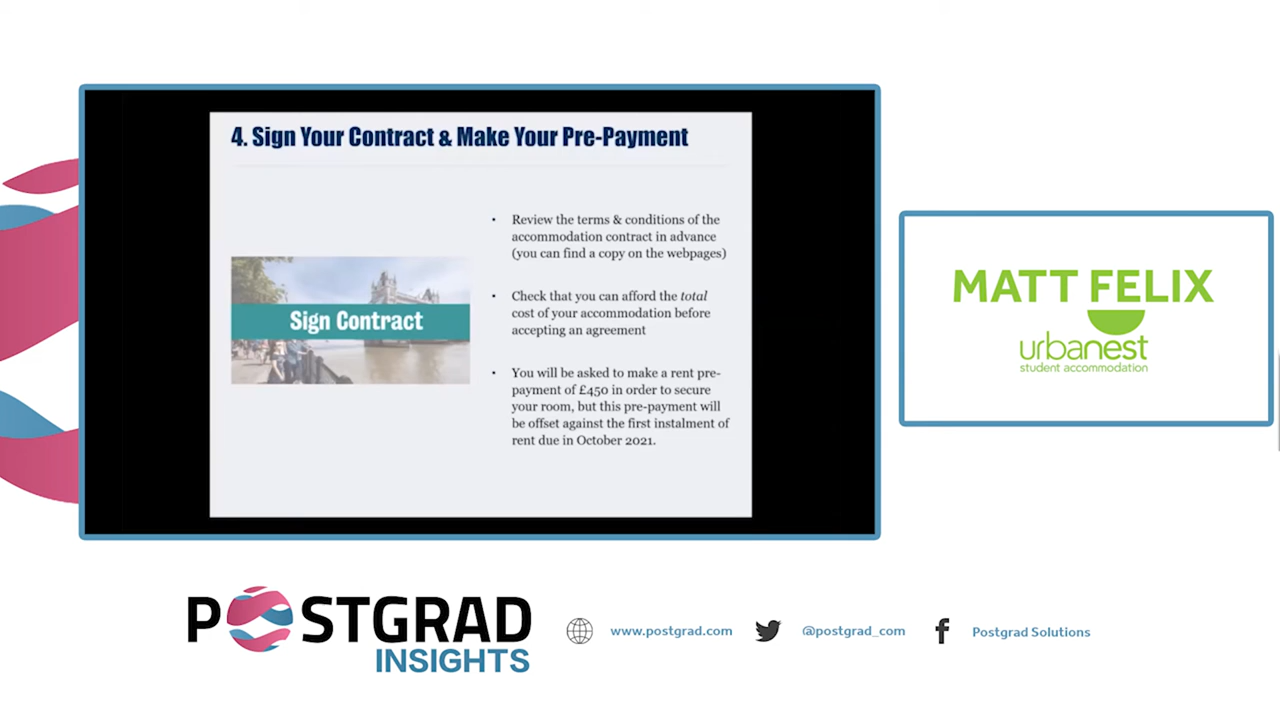 4. Sign Your Contract & Make Your Pre-Payment
Sign Contract
• Review the terms & conditions of the
accommodation contract in advance
(you can find a copy on the webpages)
• Check that you can afford the total
cost of your accommodation before
accepting an agreement
• You will be asked to make a rent pre-
payment of £450 in order to secure
your room, but this pre-payment will
be offset against the first instalment of
rent due in October 2021.
MATT FELIX
urbanest
student accommodation
POSTGRAD
INSIGHTS
www.postgrad.com
@postgrad_com
Postgrad Solutions